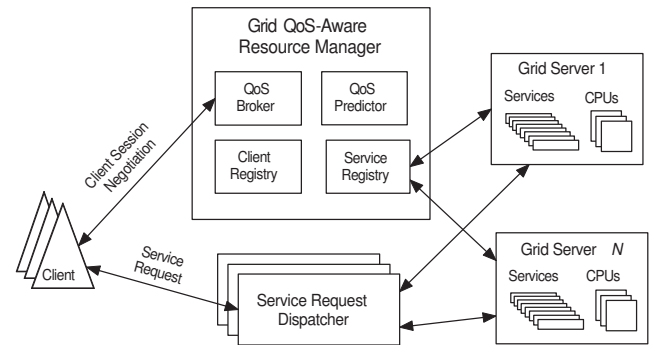 Grid QoS-Aware
Resource Manager
QoS
Broker
QoS
Predictor
Client
Registry
Service
Registry
Grid Server 1
Services
CPUs
Client Session
Negotiation
Client
Service
Request
Service Request
Dispatcher
Grid Server N
Services
CPUs